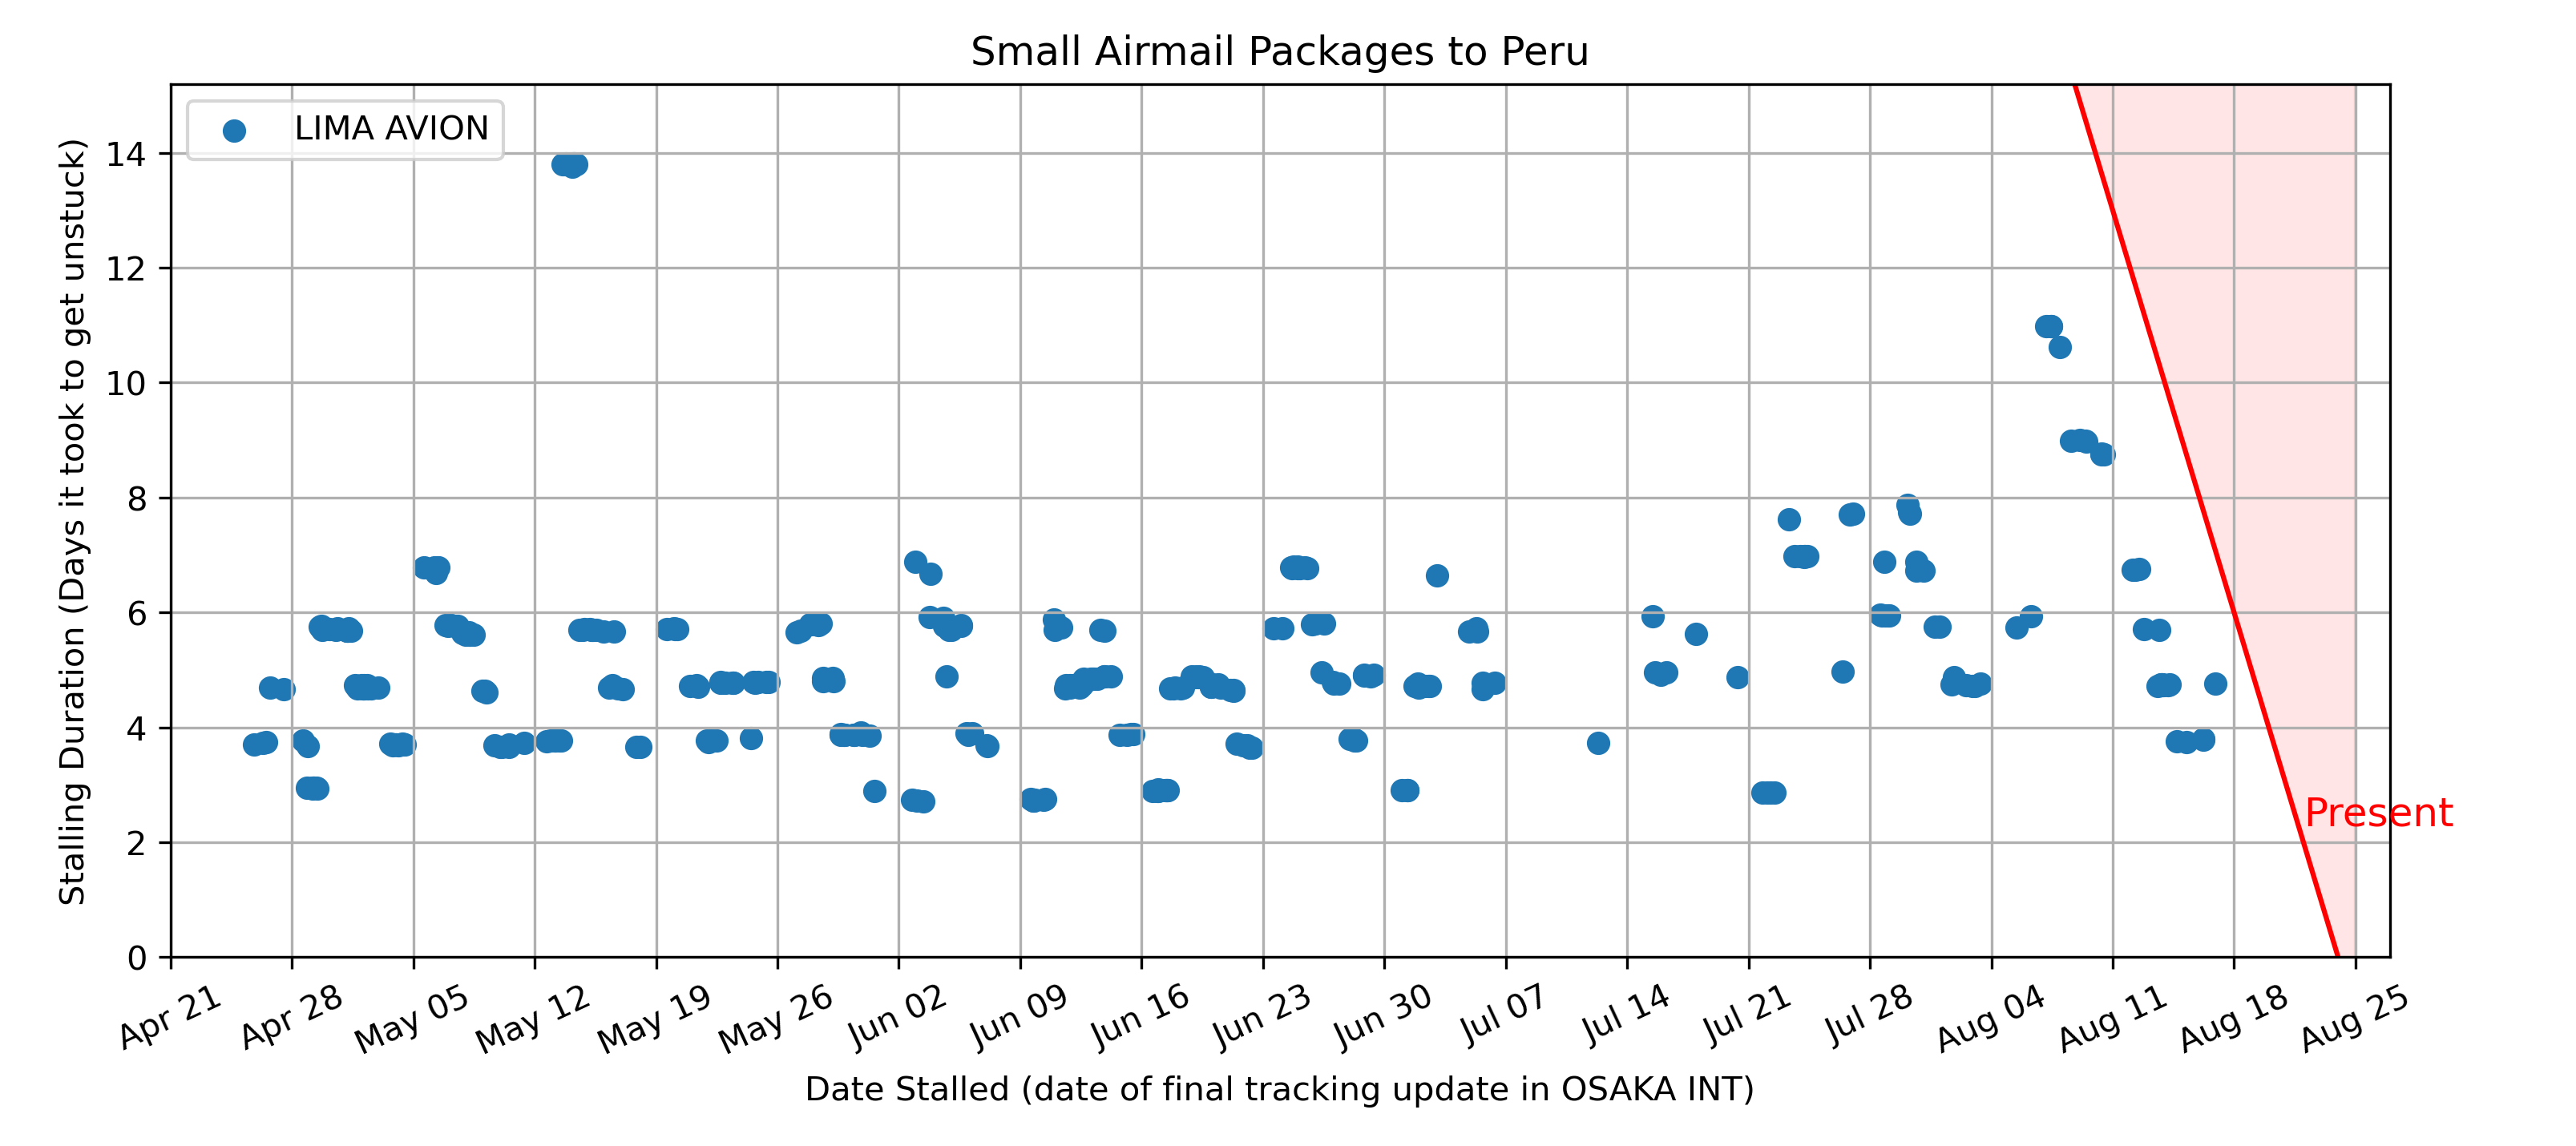 Small Airmail Packages to Peru
LIMA AVION
Stalling Duration (Days it took to get unstuck)
14
12
10
8
6
4
2
0
Present
Apr 21
Apr 28
May 05
May 12
May 19
May 26
Jun 02
Jun 09
Jun 16
Jun 23
Jun 30
Jul 07
Jul 14
Jul 21
Jul 28
Aug 04
Aug 11
Aug 18
Aug 25
Date Stalled (date of final tracking update in OSAKA INT)